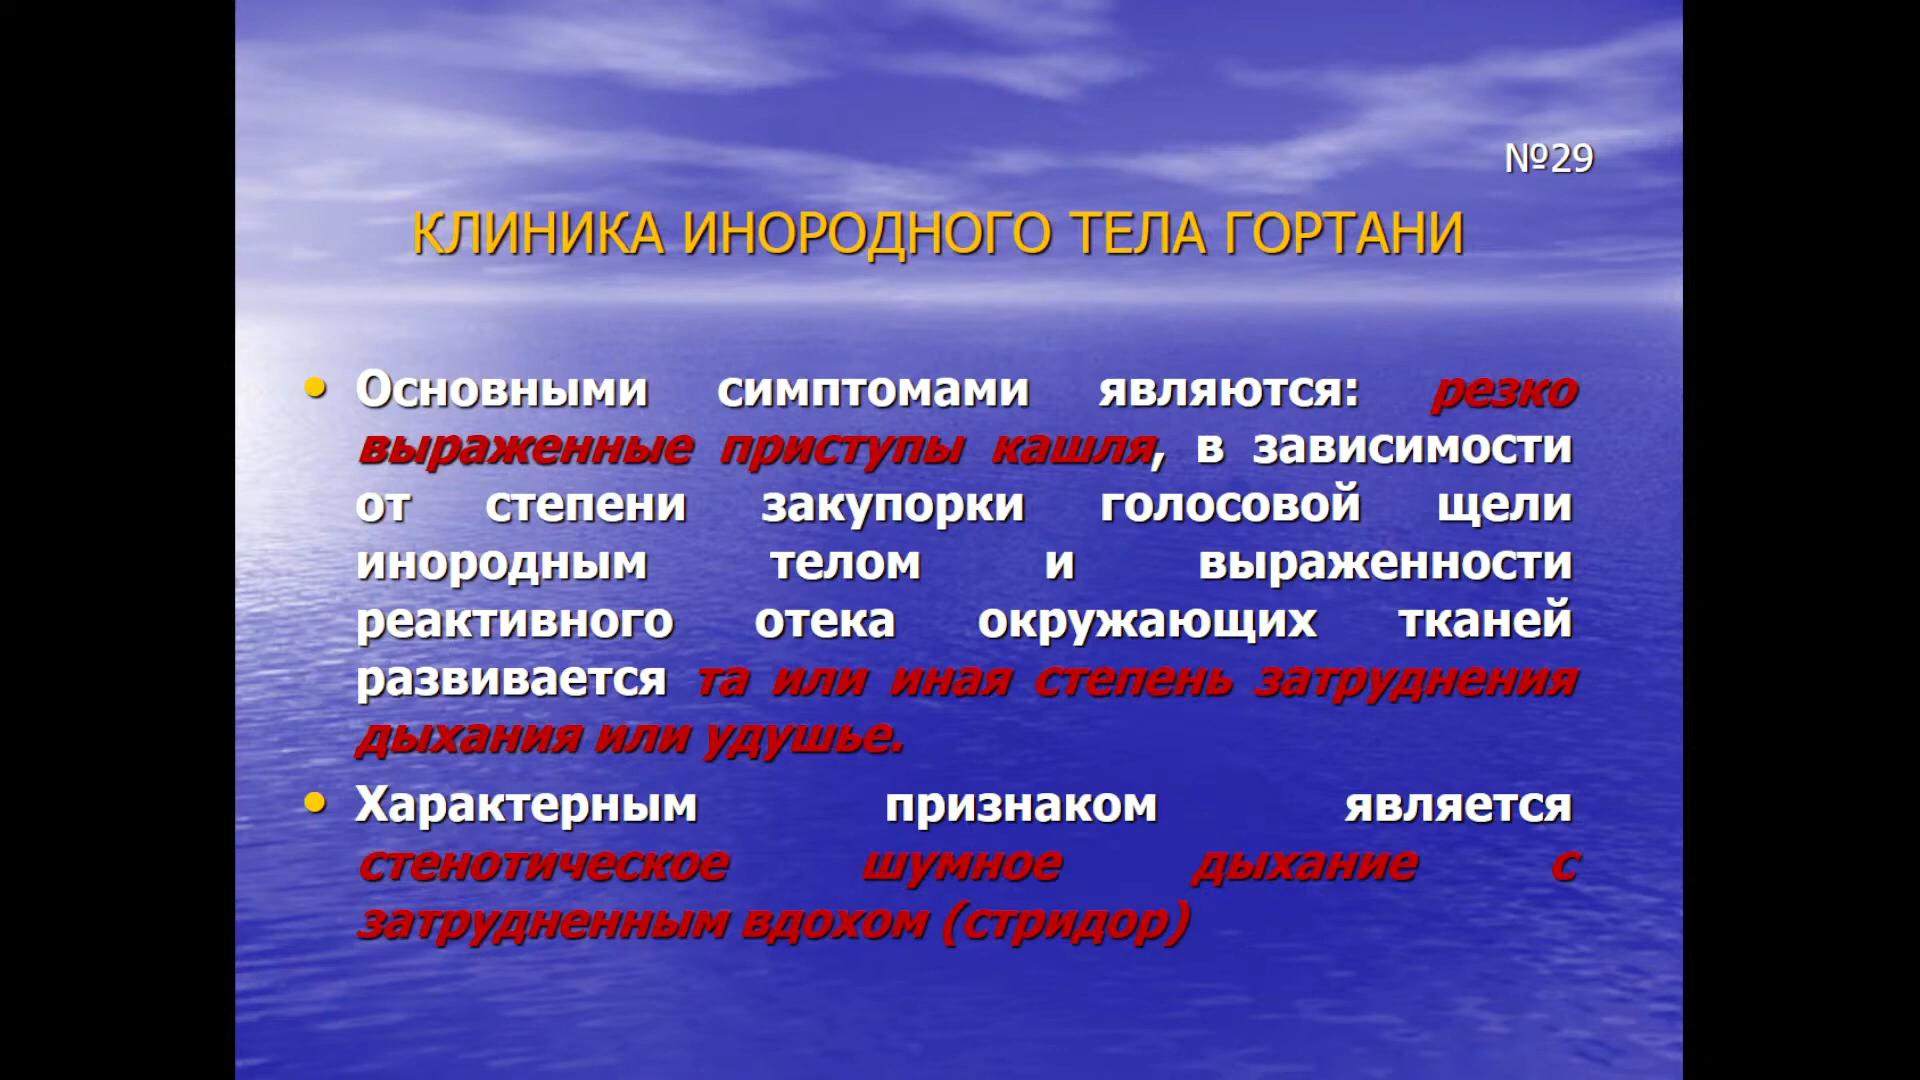 №29
КЛИНИКА ИНОРОДНОГО ТЕЛА ГОРТАНИ
• Основными симптомами являются: резко
выраженные приступы кашля, в зависимости
от степени закупорки голосовой щели
инородным телом и выраженности
реактивного отека окружающих тканей
развивается та или иная степень затруднения
дыхания или удушье.
• Характерным признаком является
стенотическое шумное дыхание с
затрудненным вдохом (стридор)